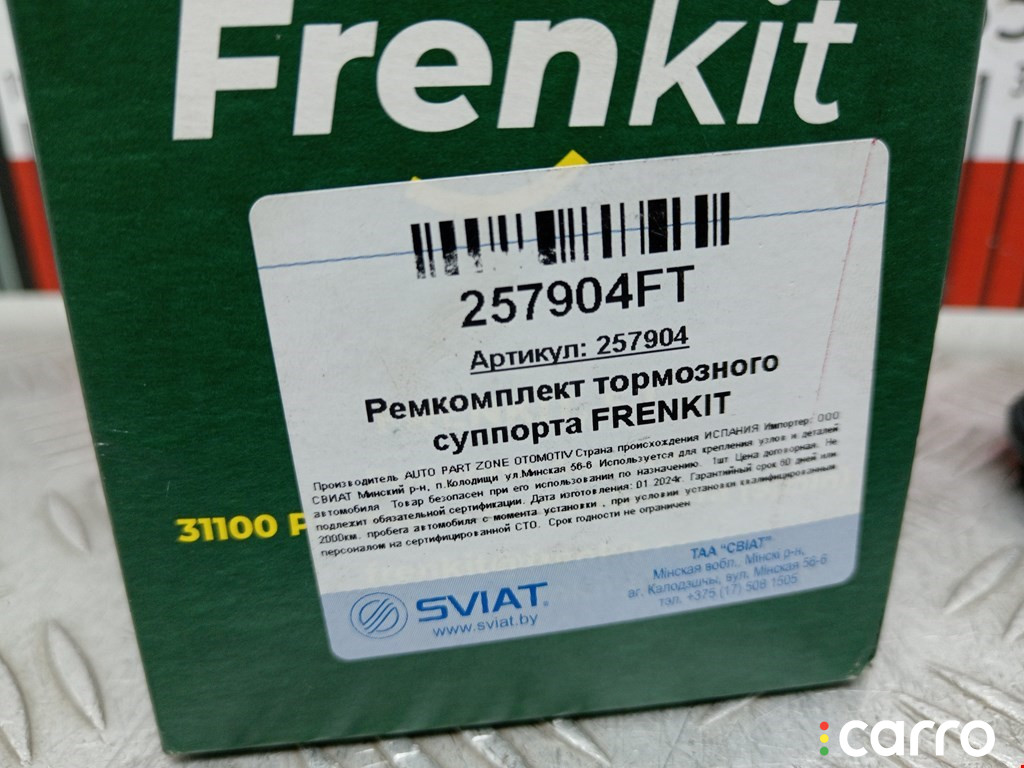 Frenkit
257904FT
Артикул: 257904
Ремкомплект тормозного
суппорта FRENKIT
Производитель AUTO PART ZONE OTOMOTIV Страна происхождения ИСПАНИЯ Импортер: ООО
СВИАТ Минский р-н, п.Колодищи ул.Минская 56-6 Используется для крепления узлов и деталей
автомобиля Товар безопасен при его использовании по назначению. 1шт Цена договорная. Не
подлежит обязательной сертификации. Дата изготовления: 01.2024г. Гарантийный срок 60 дней или
2000км. пробега автомобиля с момента установки , при условии установки квалифицированным
персоналом на сертифицированной СТО. Срок годности не ограничен
31100 P
SVIAT
www.sviat.by
ТАА "СВІАТ"
Мінская вобл., Мінскі р-н,
аг. Калодзішчы, вул. Мінская 56-6
тэл. +375 (17) 508 1505
carro